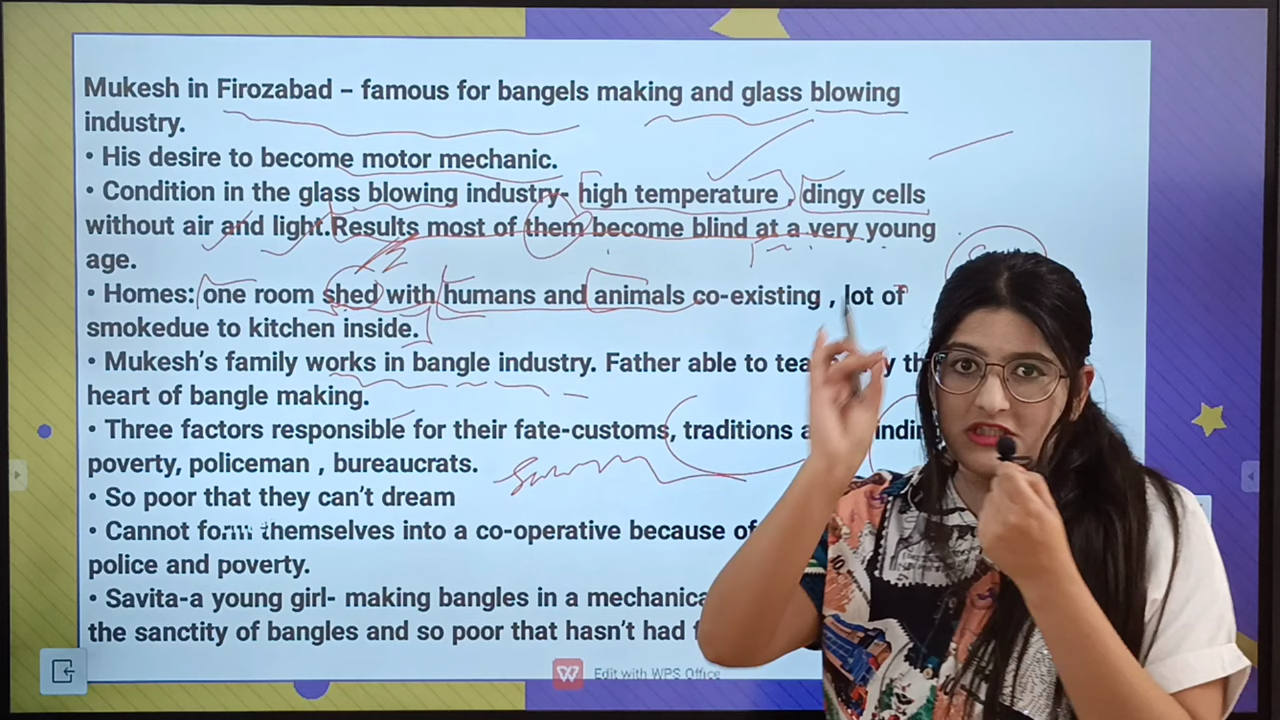 Mukesh in Firozabad – famous for bangels making and glass blowing
industry.
• His desire to become motor mechanic.
• Condition in the glass blowing industry- high temperature , dingy cells
without air and light.Results most of them become blind at a very young
age.
• Homes: one room shed with humans and animals co-existing , lot of
smokedue to kitchen inside.
• Mukesh's family works in bangle industry. Father able to
heart of bangle making.
• Three factors responsible for their fate-customs, traditions
poverty, policeman , bureaucrats.
• So poor that they can't dream
• Cannot form themselves into a co-operative because of
police and poverty.
• Savita-a young girl- making bangles in a
the sanctity of bangles and so poor that hasn't had
Edit with WPS Office